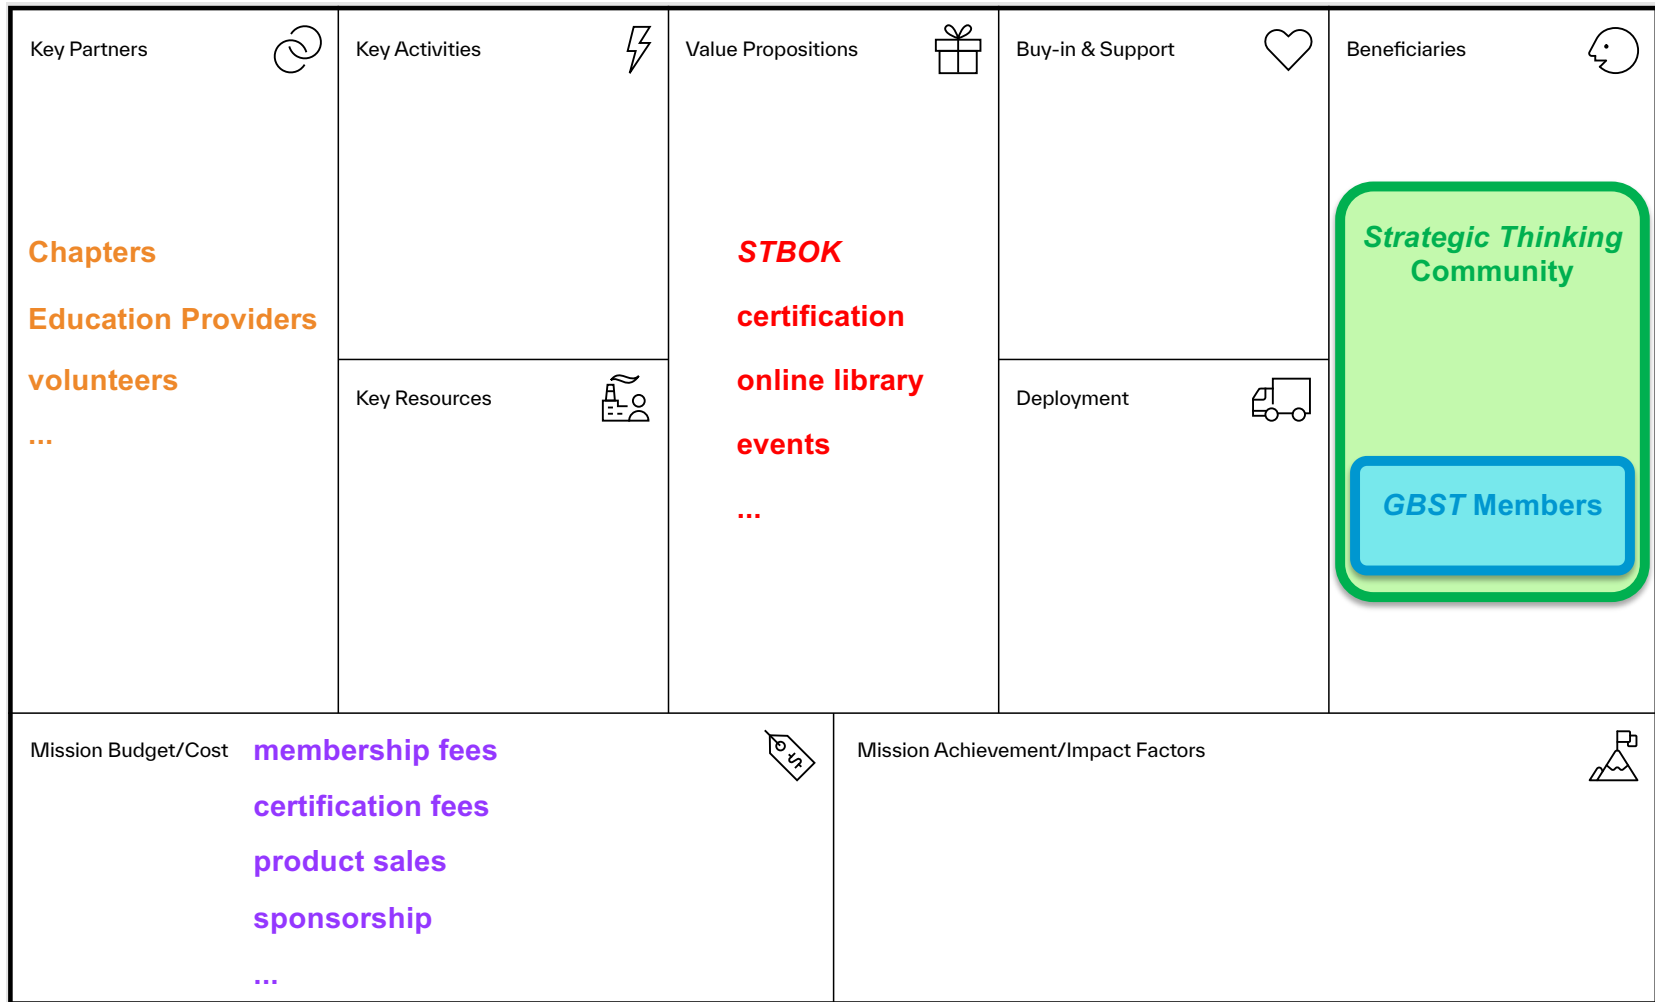 Key Partners
Chapters
Education Providers
volunteers
...
Key Activities
Key Resources
Value Propositions
STBOK
certification
online library
events
...
Buy-in & Support
Deployment
Beneficiaries
Strategic Thinking
Community
GBST Members
Mission Budget/Cost
membership fees
certification fees
product sales
sponsorship
...
Mission Achievement/Impact Factors